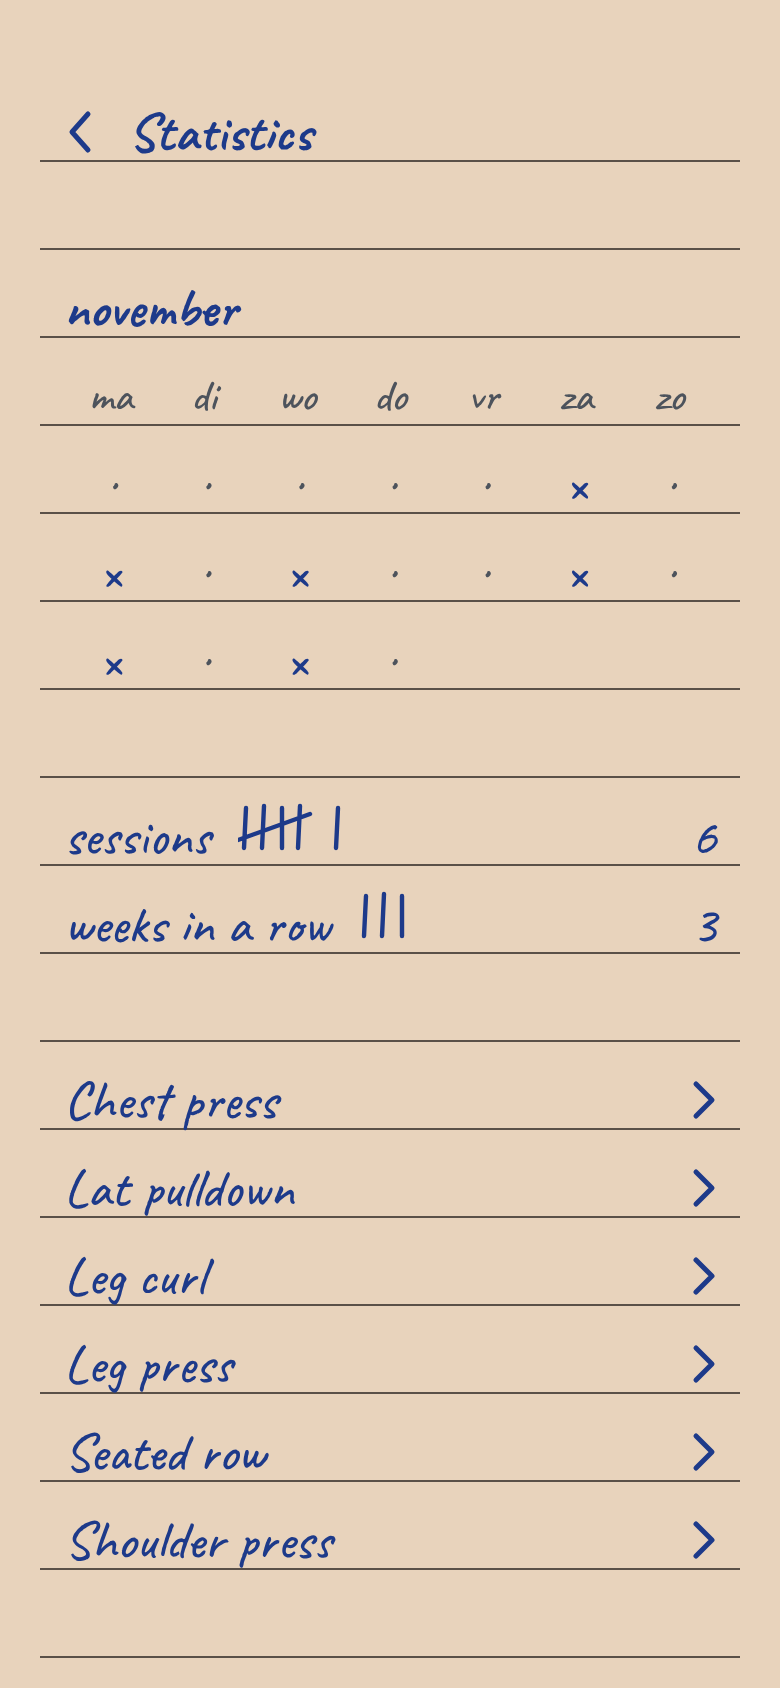 Statistics
november
ma di wo do vr za zo
· · · · · × ·
× · × · · × ·
× · × ·
sessions 6
weeks in a row 3
Chest press
Lat pulldown
Leg curl
Leg press
Seated row
Shoulder press